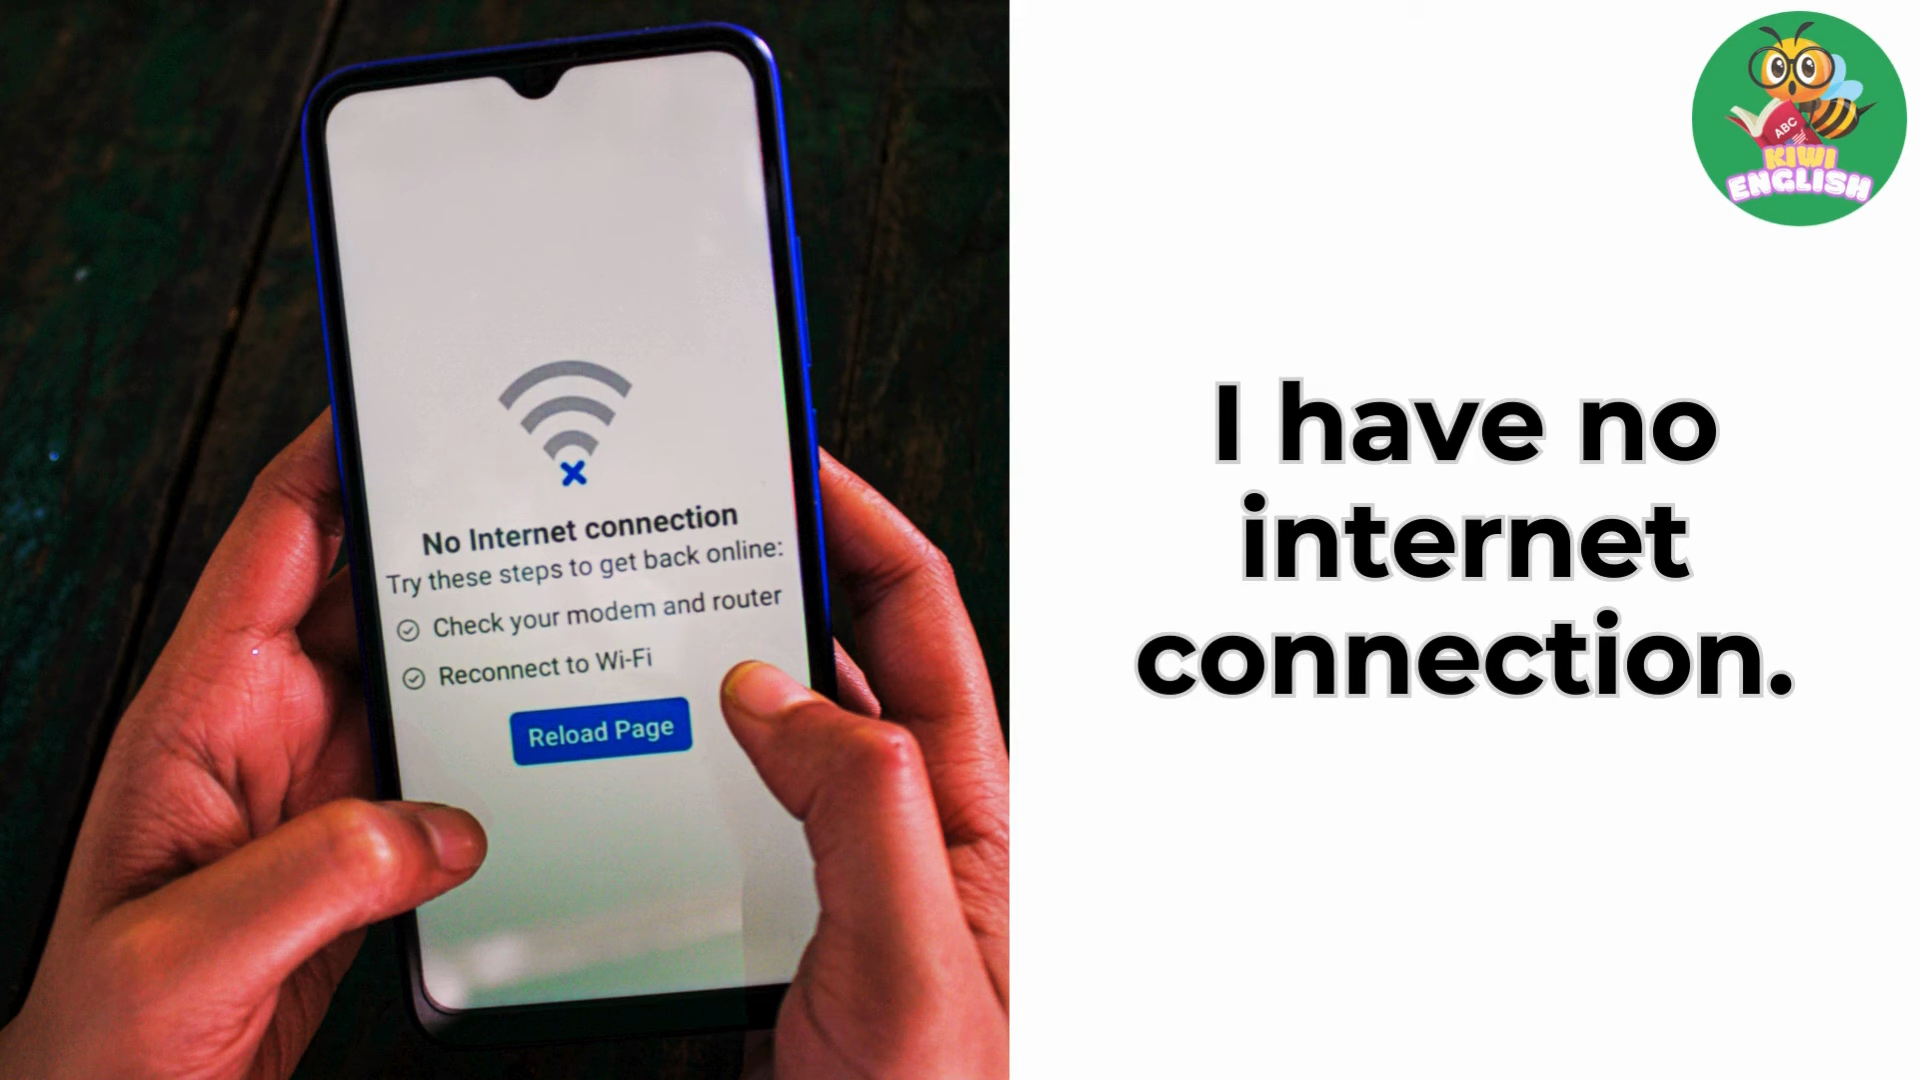 No Internet connection
Try these steps to get back online:
Check your modem and router
Reconnect to Wi-Fi
Reload Page
I have no
internet
connection.
ABC
KIWI
ENGLISH